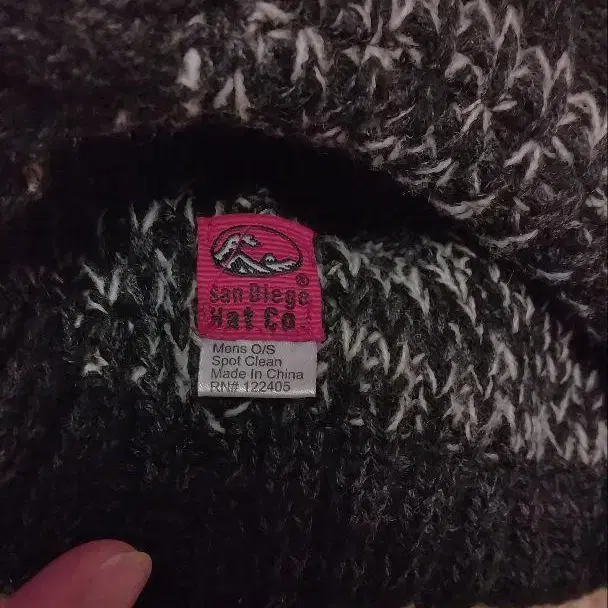 San Diego
Hat Co.
®
Mens O/S
Spot Clean
Made In China
RN# 122405